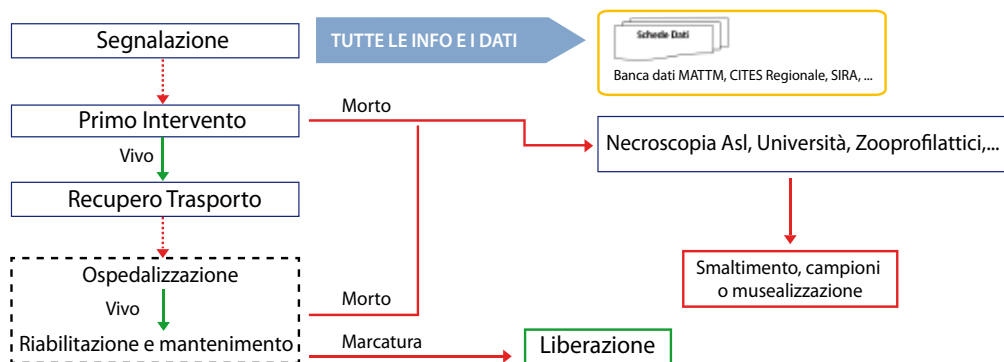 Segnalazione
TUTTE LE INFO E I DATI
Schede Dati
Banca dati MATTM, CITES Regionale, SIRA, ...
Primo Intervento
Morto
Necroscopia Asl, Università, Zooprofilattici,...
Vivo
Recupero Trasporto
Smaltimento, campioni
o musealizzazione
Ospedalizzazione
Vivo
Morto
Riabilitazione e mantenimento
Marcatura
Liberazione